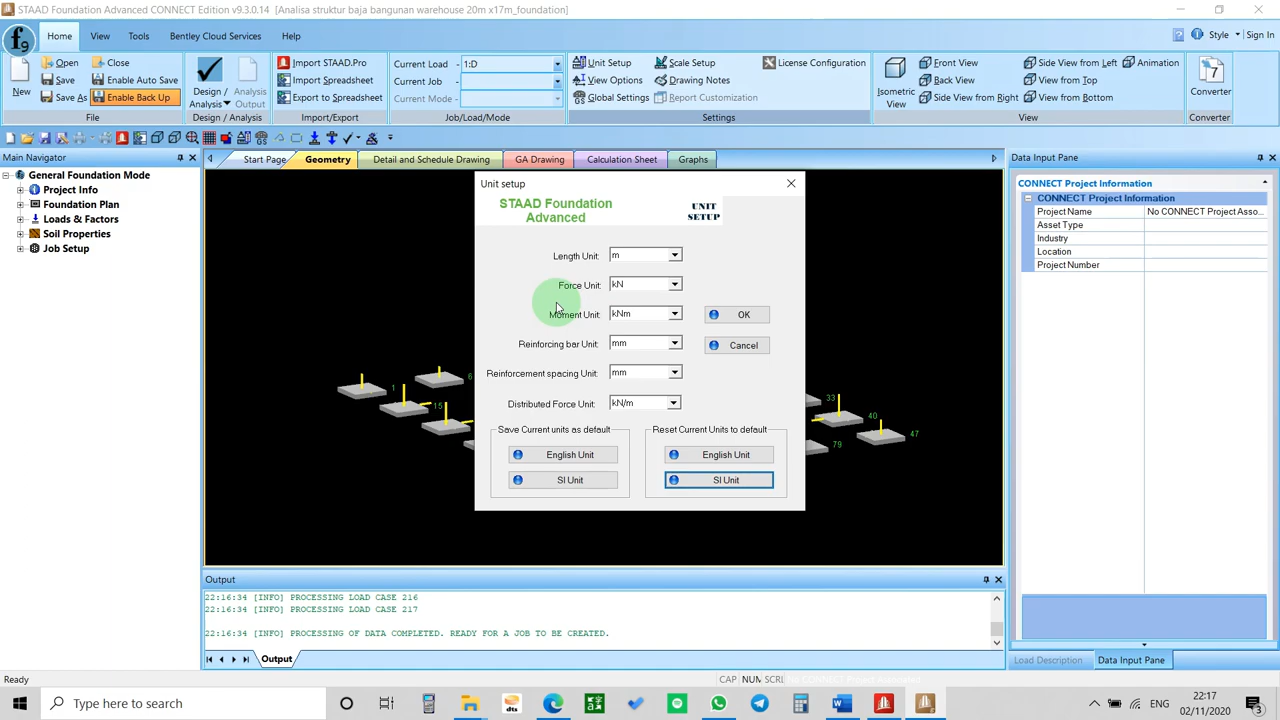 STAAD Foundation Advanced CONNECT Edition v9.3.0.14 [Analisa struktur baja bangunan warehouse 20m x17m_foundation]
Home View Tools Bentley Cloud Services Help Style Sign In
New Open Save Save As Close Enable Auto Save Enable Back Up
File
Design / Analysis Analysis Output
Design / Analysis
Import STAAD.Pro
Import Spreadsheet
Export to Spreadsheet
Import/Export
Current Load - 1:D
Current Job -
Current Mode -
Job/Load/Mode
Unit Setup Scale Setup License Configuration
View Options Drawing Notes
Global Settings Report Customization
Settings
Isometric View
Front View Side View from Left Animation
Back View View from Top
Side View from Right View from Bottom
View
Converter
Converter
Main Navigator
General Foundation Mode
Project Info
Foundation Plan
Loads & Factors
Soil Properties
Job Setup
Start Page Geometry Detail and Schedule Drawing GA Drawing Calculation Sheet Graphs
Unit setup
STAAD Foundation Advanced
UNIT SETUP
Length Unit: m
Force Unit: kN
Moment Unit: kNm
Reinforcing bar Unit: mm
Reinforcement spacing Unit: mm
Distributed Force Unit: kN/m
OK
Cancel
Save Current units as default
English Unit
SI Unit
Reset Current Units to default
English Unit
SI Unit
1 6 15 33 40 47 79
Data Input Pane
CONNECT Project Information
CONNECT Project Information
Project Name No CONNECT Project Asso...
Asset Type
Industry
Location
Project Number
Load Description Data Input Pane
Output
22:16:34 [INFO] PROCESSING LOAD CASE 216
22:16:34 [INFO] PROCESSING LOAD CASE 217
22:16:34 [INFO] PROCESSING OF DATA COMPLETED. READY FOR A JOB TO BE CREATED.
Output
Ready CAP NUM SCRL
Type here to search
ENG 22:17
02/11/2020
3